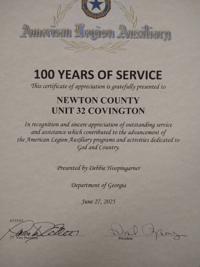 American Legion Auxiliary
100 YEARS OF SERVICE
This certificate of appreciation is gratefully presented to
NEWTON COUNTY
UNIT 32 COVINGTON
In recognition and sincere appreciation of outstanding service
and assistance which contributed to the advancement of
the American Legion Auxiliary programs and activities dedicated to
God and Country.
Presented by Debbie Hoopingarner
Department of Georgia
June 27, 2025
President